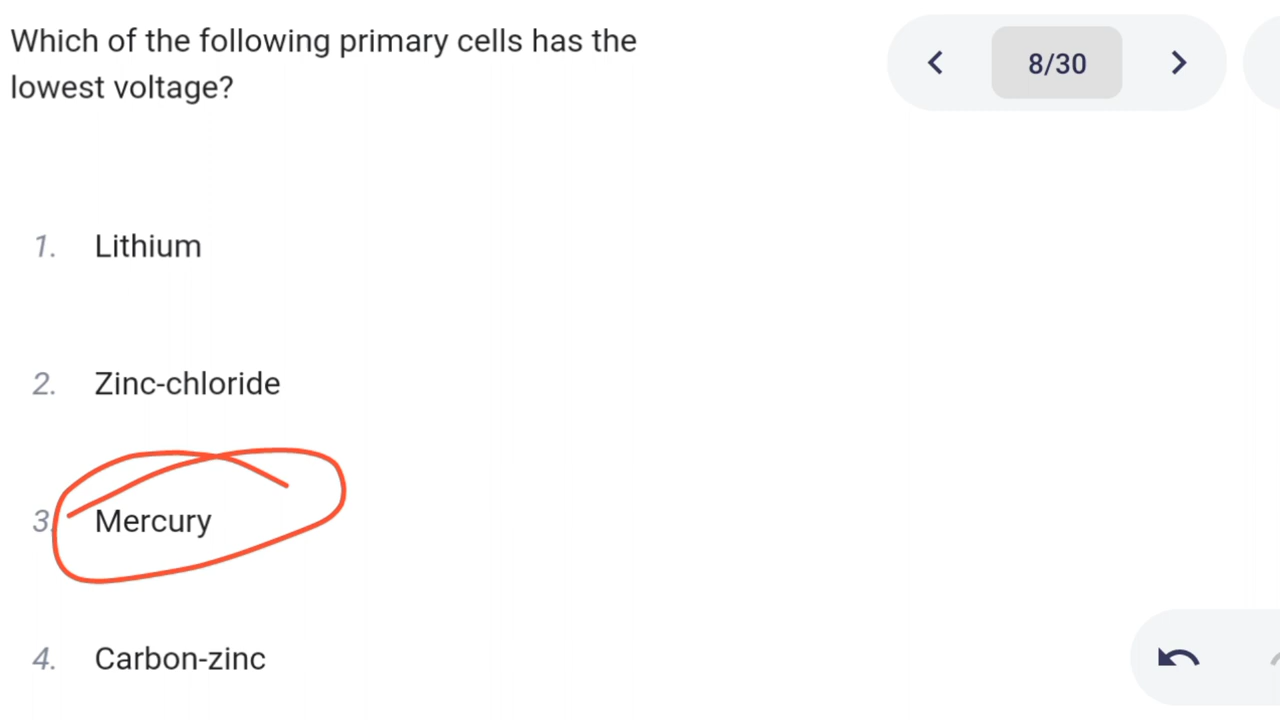 Which of the following primary cells has the
lowest voltage?
8/30
1. Lithium
2. Zinc-chloride
3. Mercury
4. Carbon-zinc